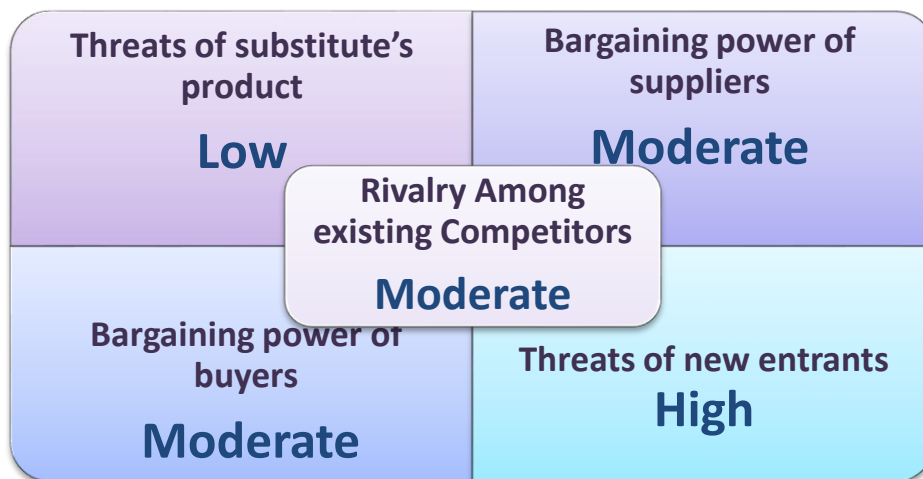 Threats of substitute’s
product
Low
Bargaining power of
suppliers
Moderate
Rivalry Among
existing Competitors
Moderate
Bargaining power of
buyers
Moderate
Threats of new entrants
High